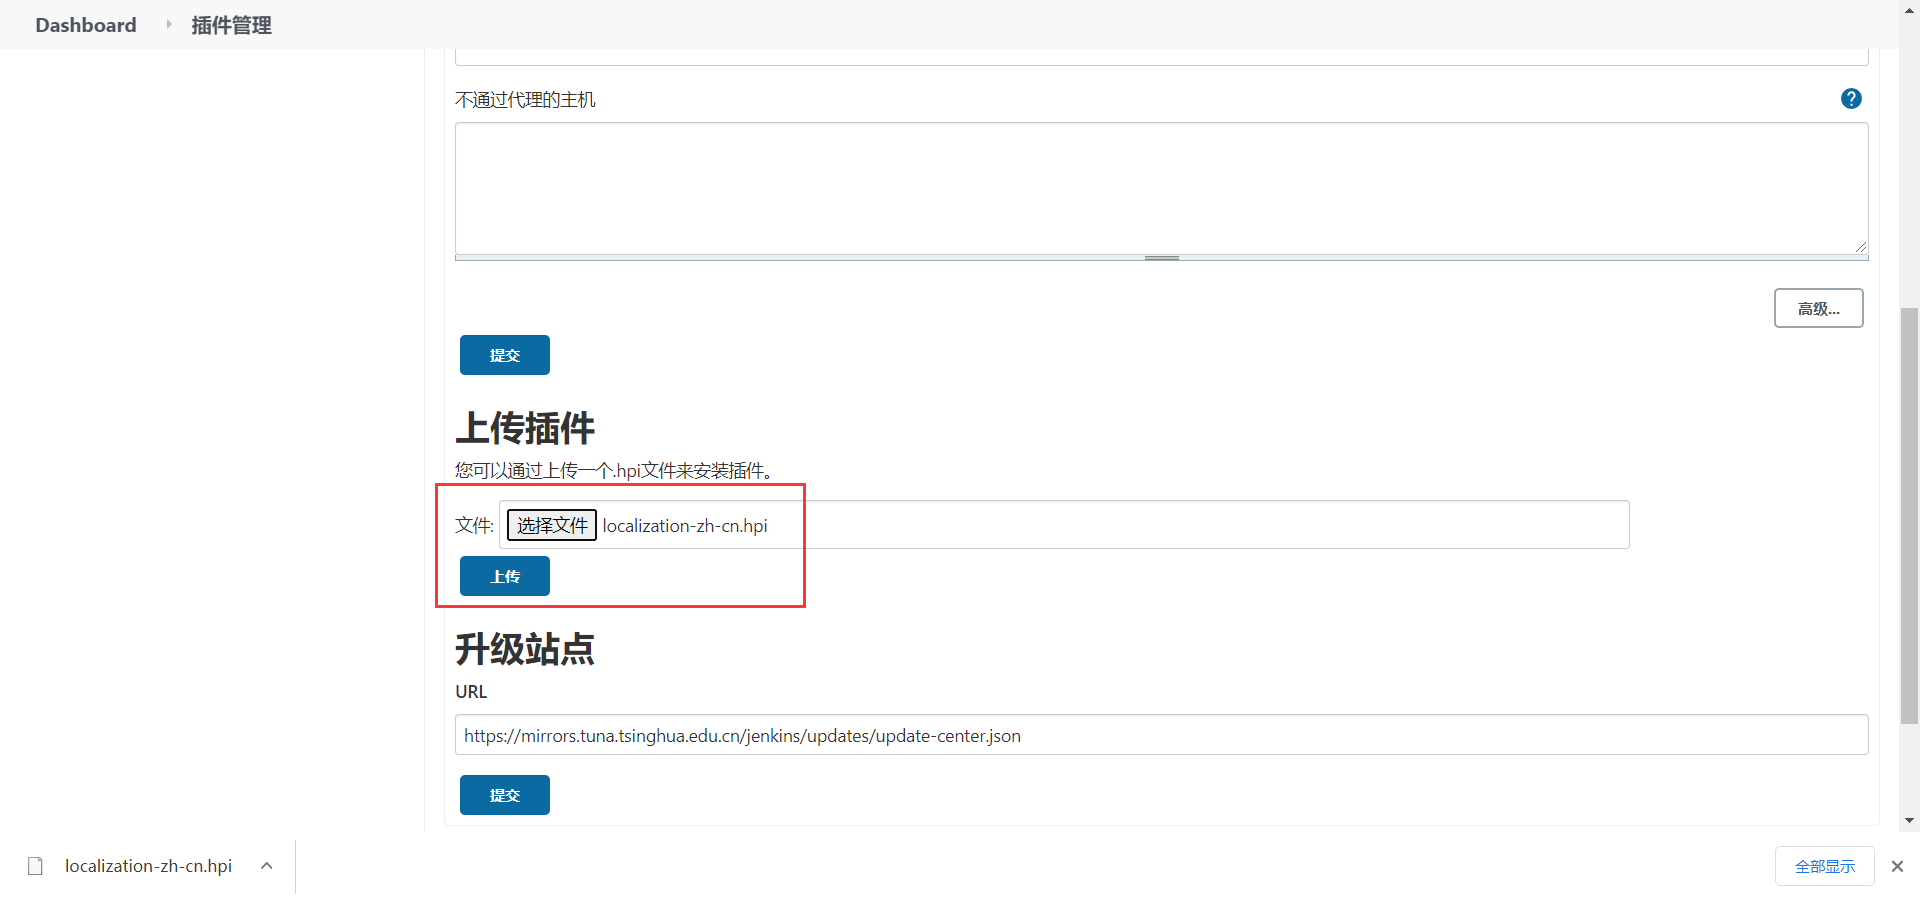 Dashboard 插件管理
不通过代理的主机
?
高级...
提交
上传插件
您可以通过上传一个.hpi文件来安装插件。
文件: 选择文件 localization-zh-cn.hpi
上传
升级站点
URL
https://mirrors.tuna.tsinghua.edu.cn/jenkins/updates/update-center.json
提交
localization-zh-cn.hpi 全部显示